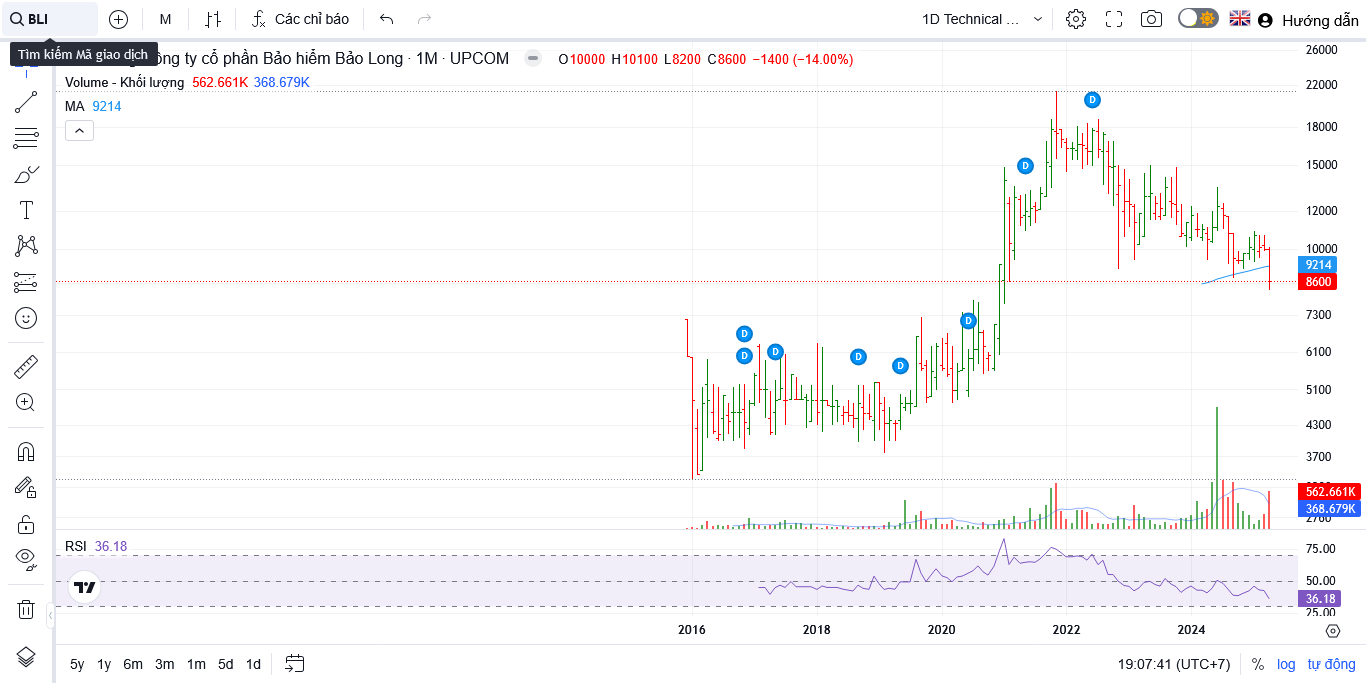 BLI
M
Các chỉ báo
1D Technical ...
Hướng dẫn
Tìm kiếm Mã giao dịch
ông ty cổ phần Bảo hiểm Bảo Long · 1M · UPCOM
O10000 H10100 L8200 C8600 −1400 (−14.00%)
Volume - Khối lượng 562.661K 368.679K
MA 9214
26000
22000
18000
15000
12000
10000
9214
8600
7300
6100
5100
4300
3700
562.661K
368.679K
2700
D
D
D
D
D
D
D
D
D
RSI 36.18
75.00
50.00
36.18
25.00
2016 2018 2020 2022 2024
5y 1y 6m 3m 1m 5d 1d
19:07:41 (UTC+7) % log tự động